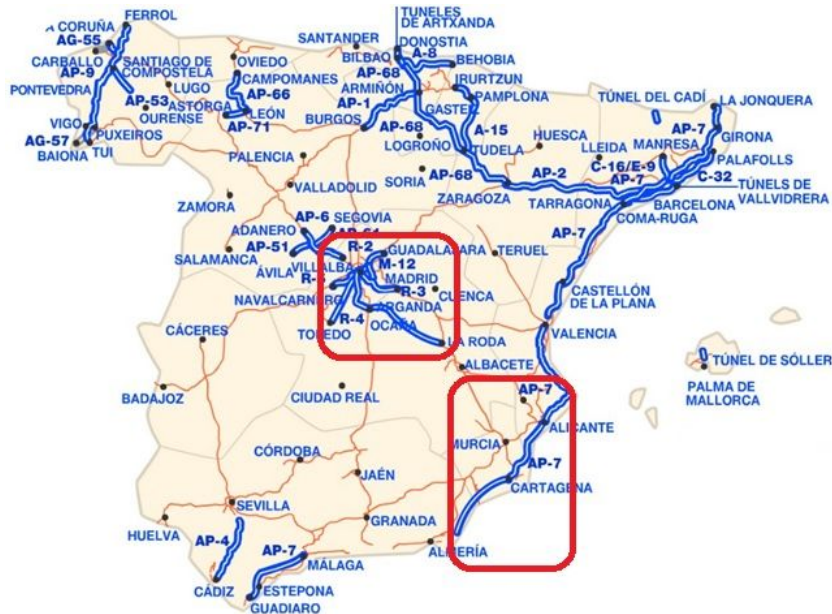 TUNELES
DE ARTXANDA
FERROL
A CORUÑA
AG-55
SANTANDER
DONOSTIA
A-8
BEHOBIA
OVIEDO
BILBAO
CARBALLO
SANTIAGO DE
COMPOSTELA
AP-9
CAMPOMANES
AP-68
IRURTZUN
AP-66
ARMIÑÓN
PAMPLONA
PONTEVEDRA
LUGO
AP-53
ASTORGA
LEÓN
AP-1
GASTEIZ
TÚNEL DEL CADÍ
LA JONQUERA
OURENSE
AP-71
BURGOS
AP-68
A-15
VIGO
PUXEIROS
LOGROÑO
HUESCA
AP-7
GIRONA
AG-57
BAIONA
TUI
TUDELA
LLEIDA
MANRESA
PALAFOLLS
PALENCIA
AP-2
C-16/E-9
AP-7
C-32
SORIA
AP-68
VALLADOLID
ZARAGOZA
TARRAGONA
BARCELONA
TÚNELS DE
VALLVIDRERA
ZAMORA
COMA-RUGA
AP-6
SEGOVIA
ADANERO
AP-61
AP-7
SALAMANCA
AP-51
R-2
GUADALAJARA
TERUEL
ÁVILA
VILLALBA
M-12
MADRID
R-5
R-3
CUENCA
CASTELLÓN
DE LA PLANA
NAVALCARNERO
ARGANDA
R-4
OCAÑA
TOLEDO
VALENCIA
CÁCERES
LA RODA
ALBACETE
TÚNEL DE SÓLLER
BADAJOZ
CIUDAD REAL
AP-7
PALMA DE
MALLORCA
ALICANTE
MURCIA
CÓRDOBA
AP-7
JAÉN
CARTAGENA
SEVILLA
HUELVA
GRANADA
AP-4
AP-7
ALMERÍA
MÁLAGA
CÁDIZ
ESTEPONA
GUADIARO